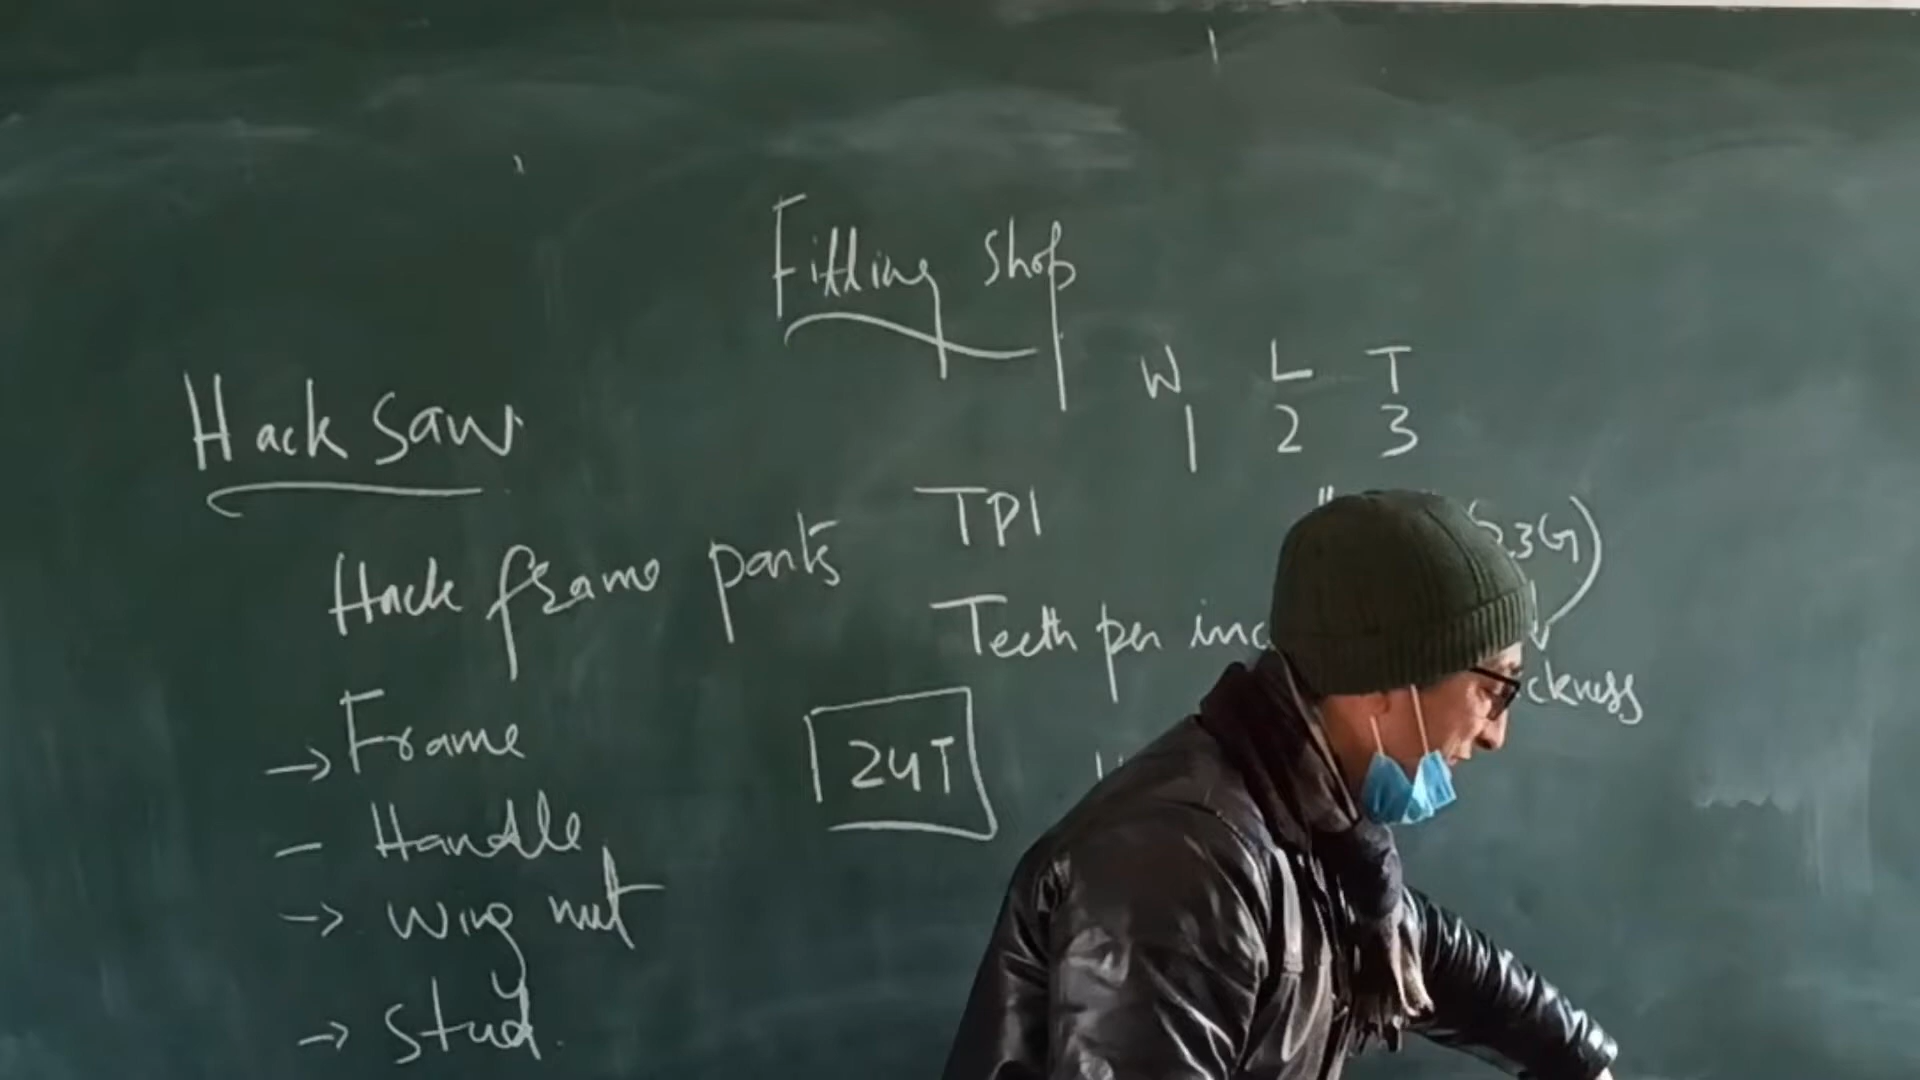 Fitting Shop
W L T
1 2 3
Hack Saw
TPI
Hack frame parts
Teeth per
24T
→ Frame
- Handle
→ Wing nut
→ Stud